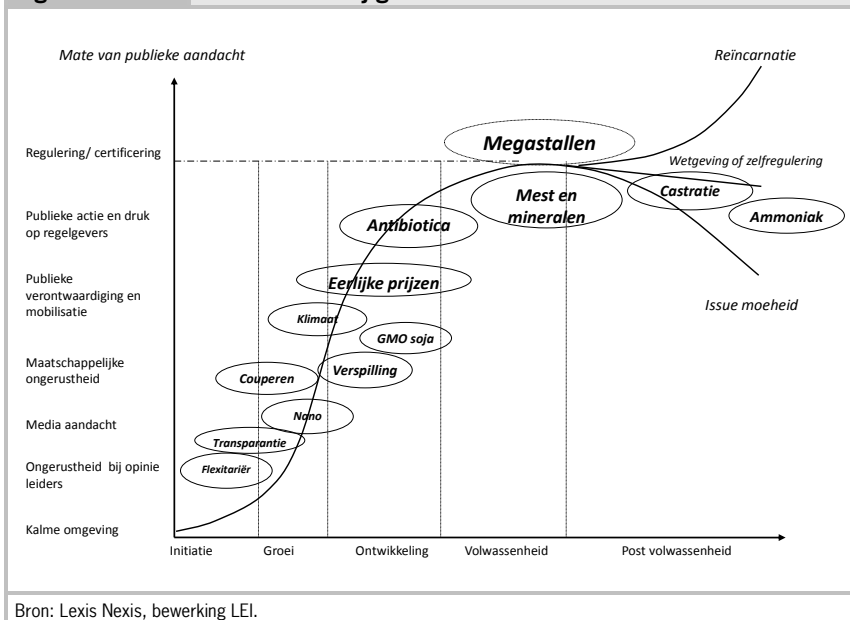 Mate van publieke aandacht
Reïncarnatie
Regulering/ certificering
Megastallen
Wetgeving of zelfregulering
Castratie
Mest en
mineralen
Ammoniak
Publieke actie en druk
op regelgevers
Antibiotica
Publieke
verontwaardiging en
mobilisatie
Eerlijke prijzen
Issue moeheid
Klimaat
GMO soja
Maatschappelijke
ongerustheid
Couperen
Verspilling
Media aandacht
Nano
Transparantie
Ongerustheid bij opinie
leiders
Flexitariër
Kalme omgeving
Initiatie
Groei
Ontwikkeling
Volwassenheid
Post volwassenheid
Bron: Lexis Nexis, bewerking LEI.